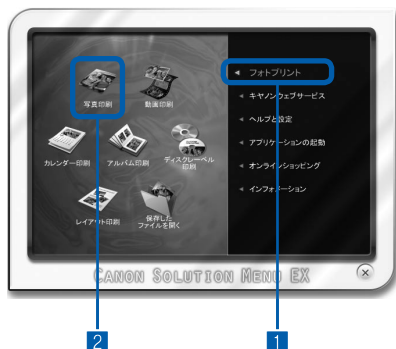 写真印刷
動画印刷
カレンダー印刷
アルバム印刷
ディスクレーベル
印刷
レイアウト印刷
保存した
ファイルを開く
フォトプリント
キヤノンウェブサービス
ヘルプと設定
アプリケーションの起動
オンラインショッピング
インフォメーション
CANON SOLUTION MENU EX
2
1